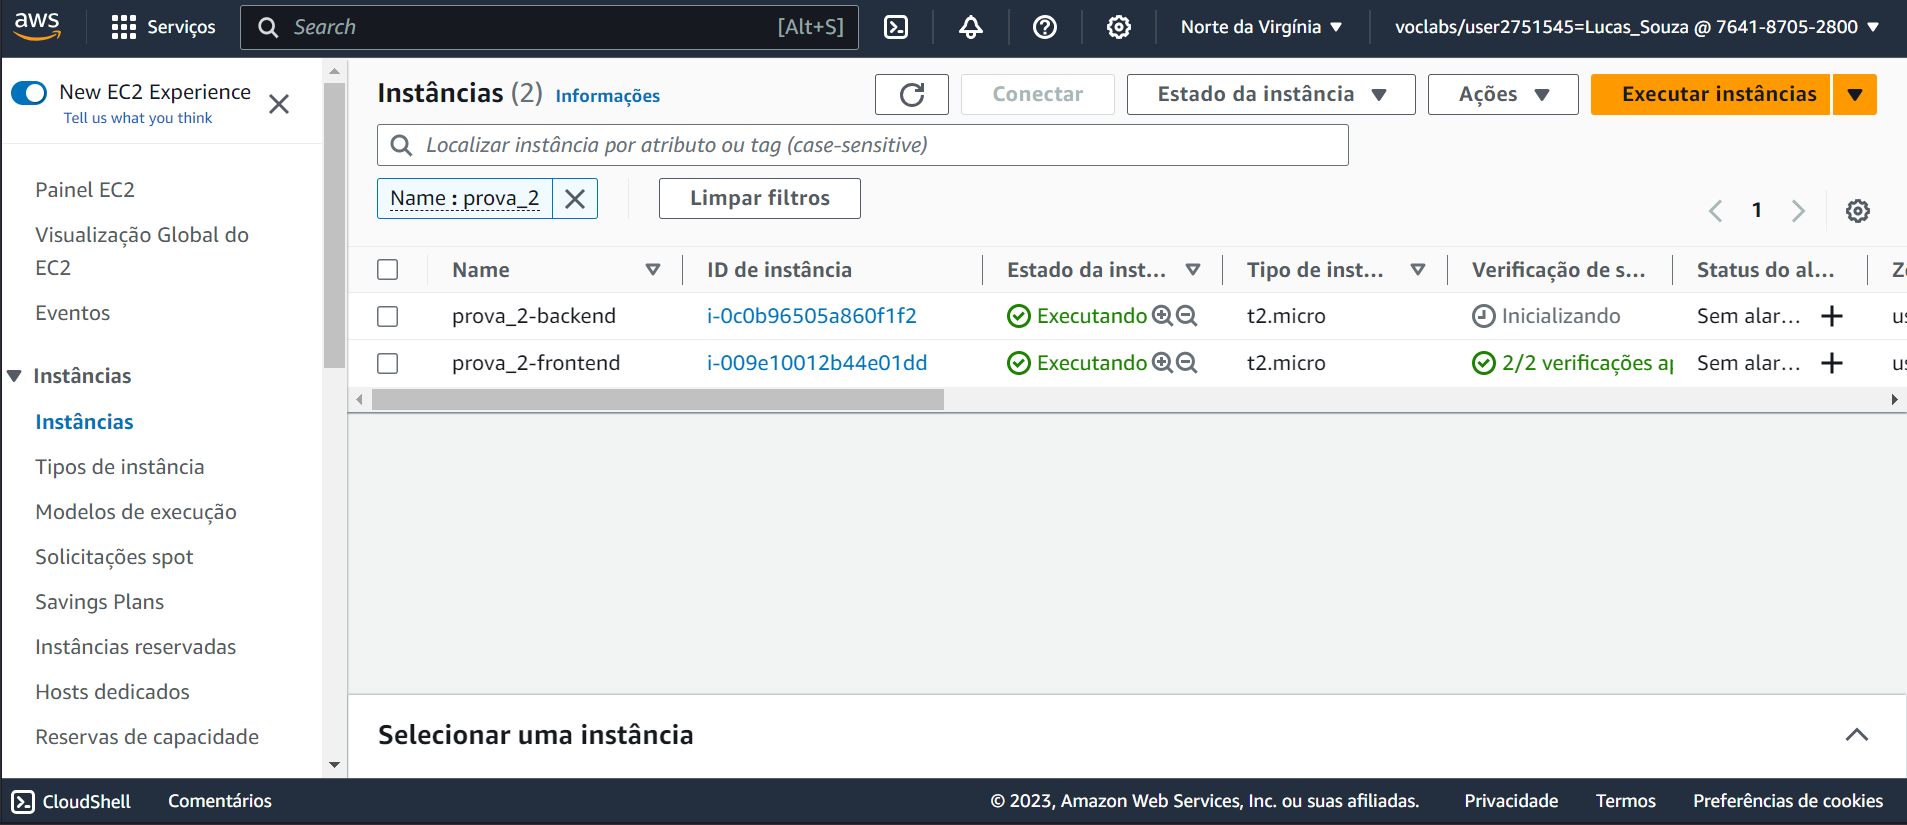 aws Serviços Search [Alt+S] Norte da Virgínia voclabs/user2751545=Lucas_Souza @ 7641-8705-2800
New EC2 Experience
Tell us what you think
Painel EC2
Visualização Global do
EC2
Eventos
Instâncias
Instâncias
Tipos de instância
Modelos de execução
Solicitações spot
Savings Plans
Instâncias reservadas
Hosts dedicados
Reservas de capacidade
Instâncias (2) Informações Conectar Estado da instância Ações Executar instâncias
Localizar instância por atributo ou tag (case-sensitive)
Name : prova_2 Limpar filtros
1
Name ID de instância Estado da inst... Tipo de inst... Verificação de s... Status do al...
prova_2-backend i-0c0b96505a860f1f2 Executando t2.micro Inicializando Sem alar...
prova_2-frontend i-009e10012b44e01dd Executando t2.micro 2/2 verificações Sem alar...
Selecionar uma instância
CloudShell Comentários © 2023, Amazon Web Services, Inc. ou suas afiliadas. Privacidade Termos Preferências de cookies